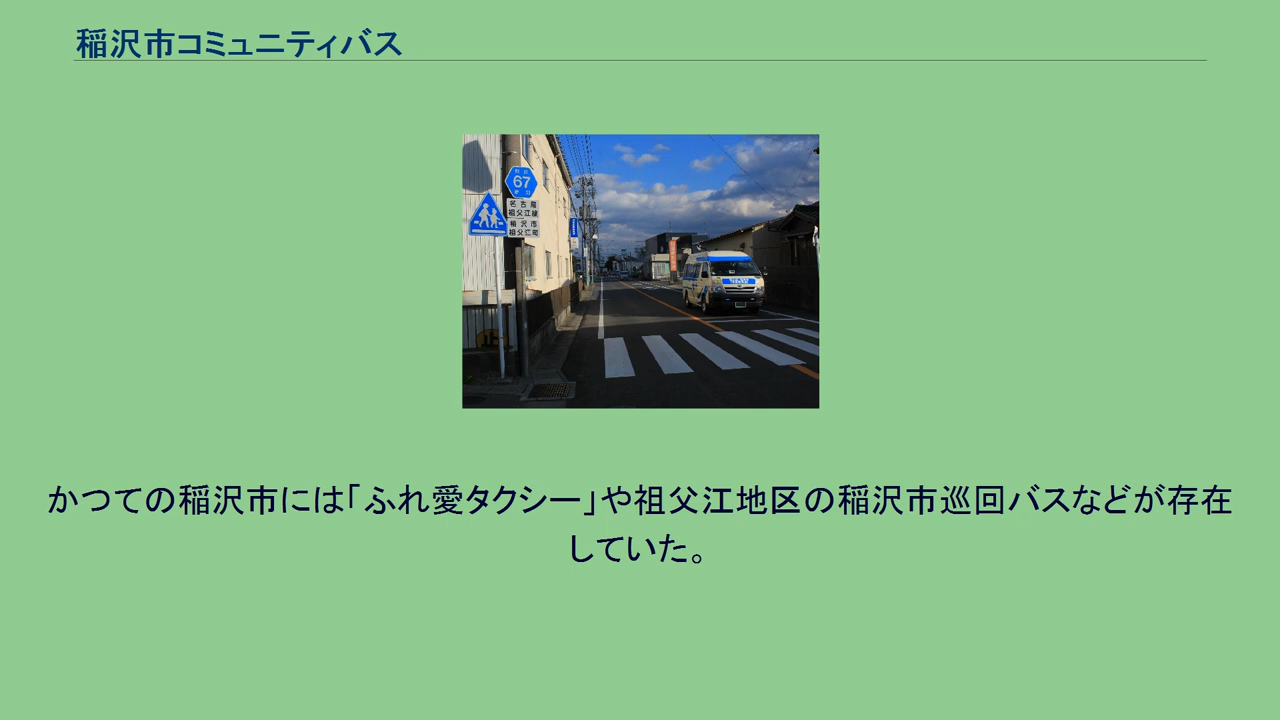 稲沢市コミュニティバス
67
名古屋
祖父江線
稲沢市
祖父江町
かつての稲沢市には「ふれ愛タクシー」や祖父江地区の稲沢市巡回バスなどが存在
していた。